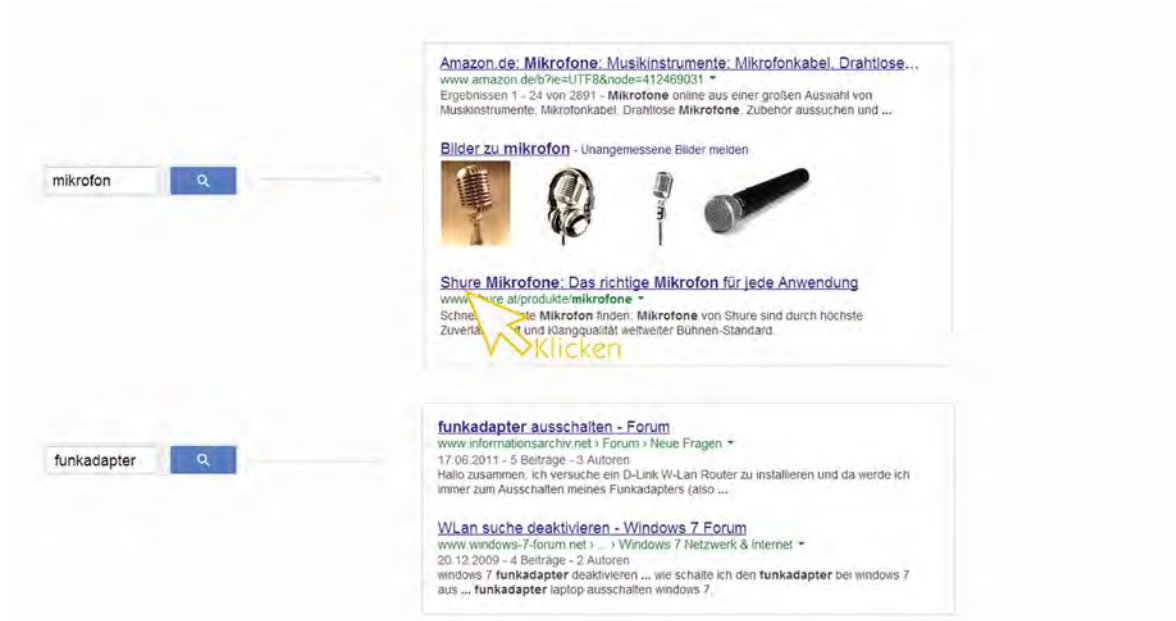 mikrofon
Amazon.de: Mikrofone: Musikinstrumente: Mikrofonkabel, Drahtlose...
www.amazon.de/b?ie=UTF8&node=412469031
Ergebnissen 1 - 24 von 2891 - Mikrofone online aus einer großen Auswahl von
Musikinstrumente: Mikrofonkabel, Drahtlose Mikrofone, Zubehör aussuchen und ...
Bilder zu mikrofon - Unangemessene Bilder melden
Shure Mikrofone: Das richtige Mikrofon für jede Anwendung
www.shure.at/produkte/mikrofone
Mikrofon finden: Mikrofone von Shure sind durch höchste
und Klangqualität weltweiter Bühnen-Standard.
Klicken
funkadapter
funkadapter ausschalten - Forum
www.informationsarchiv.net › Forum › Neue Fragen
17.06.2011 - 5 Beiträge - 3 Autoren
Hallo zusammen, ich versuche ein D-Link W-Lan Router zu installieren und da werde ich
immer zum Ausschalten meines Funkadapters (also ...
WLan suche deaktivieren - Windows 7 Forum
www.windows-7-forum.net › ... › Windows 7 Netzwerk & Internet
20.12.2009 - 4 Beiträge - 2 Autoren
windows 7 funkadapter deaktivieren ... wie schalte ich den funkadapter bei windows 7
aus ... funkadapter laptop ausschalten windows 7.